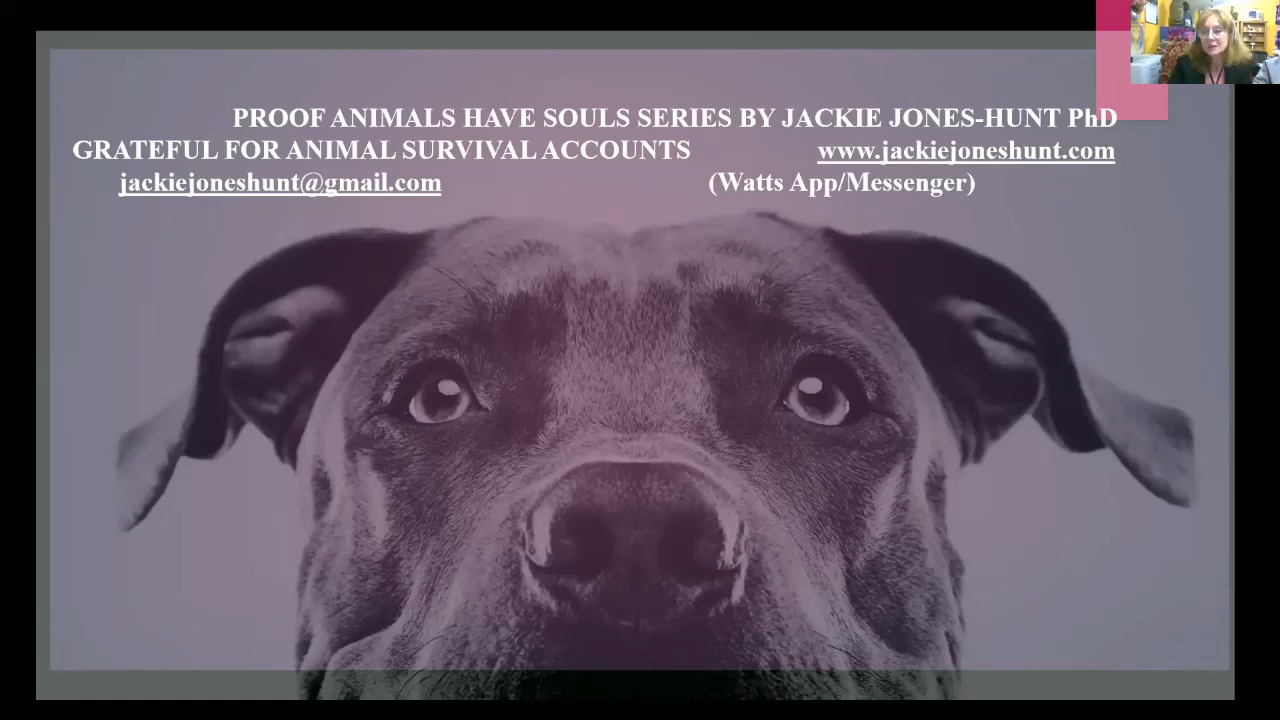 PROOF ANIMALS HAVE SOULS SERIES BY JACKIE JONES-HUNT PhD
GRATEFUL FOR ANIMAL SURVIVAL ACCOUNTS www.jackiejoneshunt.com
jackiejoneshunt@gmail.com (Watts App/Messenger)